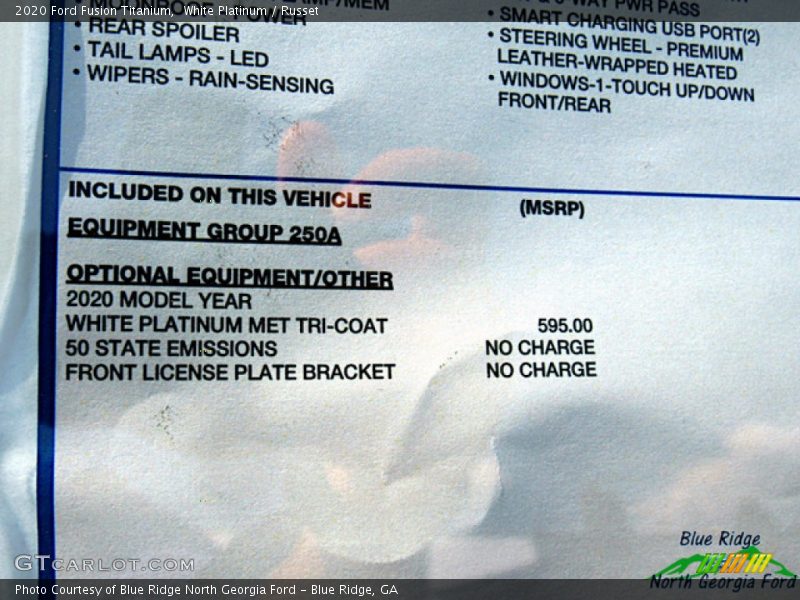 2020 Ford Fusion Titanium, White Platinum / Russet
POWER
• REAR SPOILER
• TAIL LAMPS - LED
• WIPERS - RAIN-SENSING
PWR PASS
• SMART CHARGING USB PORT(2)
• STEERING WHEEL - PREMIUM
LEATHER-WRAPPED HEATED
• WINDOWS-1-TOUCH UP/DOWN
FRONT/REAR
INCLUDED ON THIS VEHICLE (MSRP)
EQUIPMENT GROUP 250A
OPTIONAL EQUIPMENT/OTHER
2020 MODEL YEAR
WHITE PLATINUM MET TRI-COAT 595.00
50 STATE EMISSIONS NO CHARGE
FRONT LICENSE PLATE BRACKET NO CHARGE
Blue Ridge
North Georgia Ford
GTCARLOT.COM
Photo Courtesy of Blue Ridge North Georgia Ford – Blue Ridge, GA